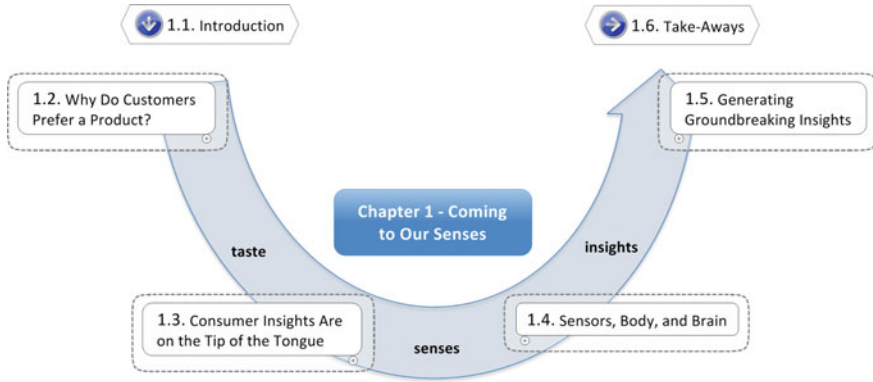 1.1. Introduction
1.6. Take-Aways
1.2. Why Do Customers
Prefer a Product?
1.5. Generating
Groundbreaking Insights
Chapter 1 - Coming
to Our Senses
taste
insights
1.3. Consumer Insights Are
on the Tip of the Tongue
1.4. Sensors, Body, and Brain
senses